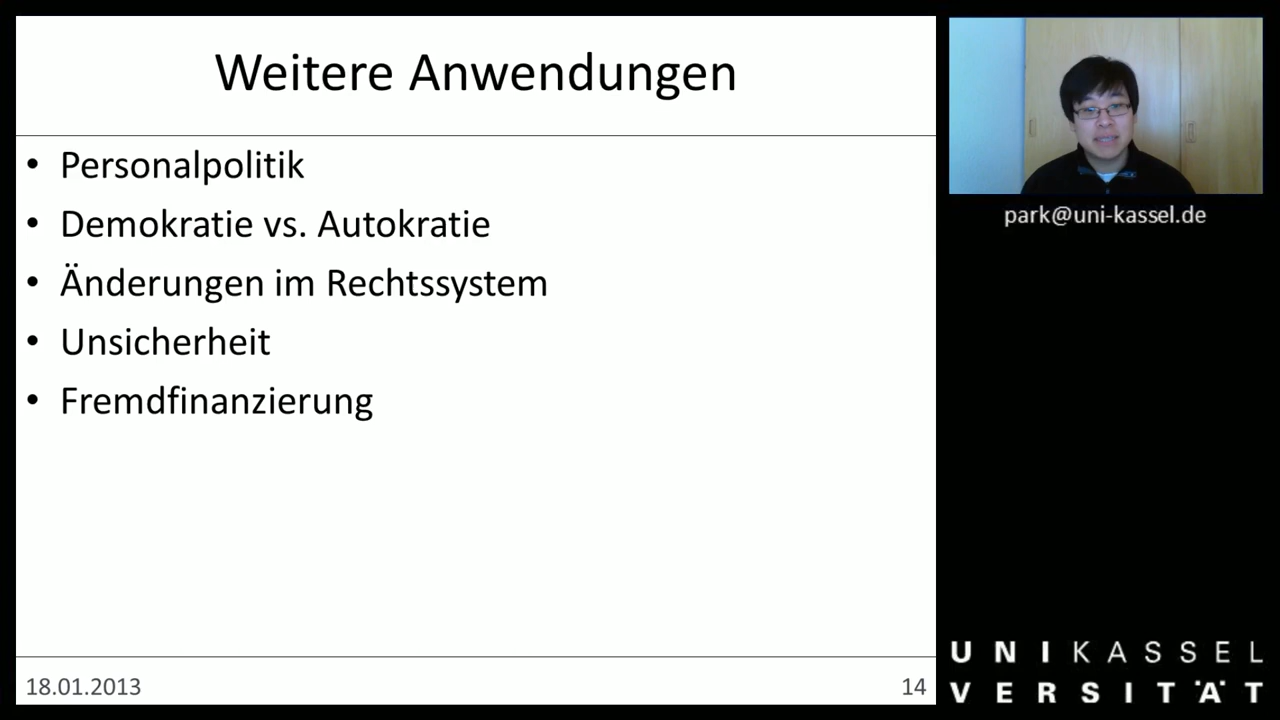 Weitere Anwendungen
• Personalpolitik
• Demokratie vs. Autokratie
• Änderungen im Rechtssystem
• Unsicherheit
• Fremdfinanzierung
18.01.2013
14
park@uni-kassel.de
UNIKASSEL
VERSITÄT